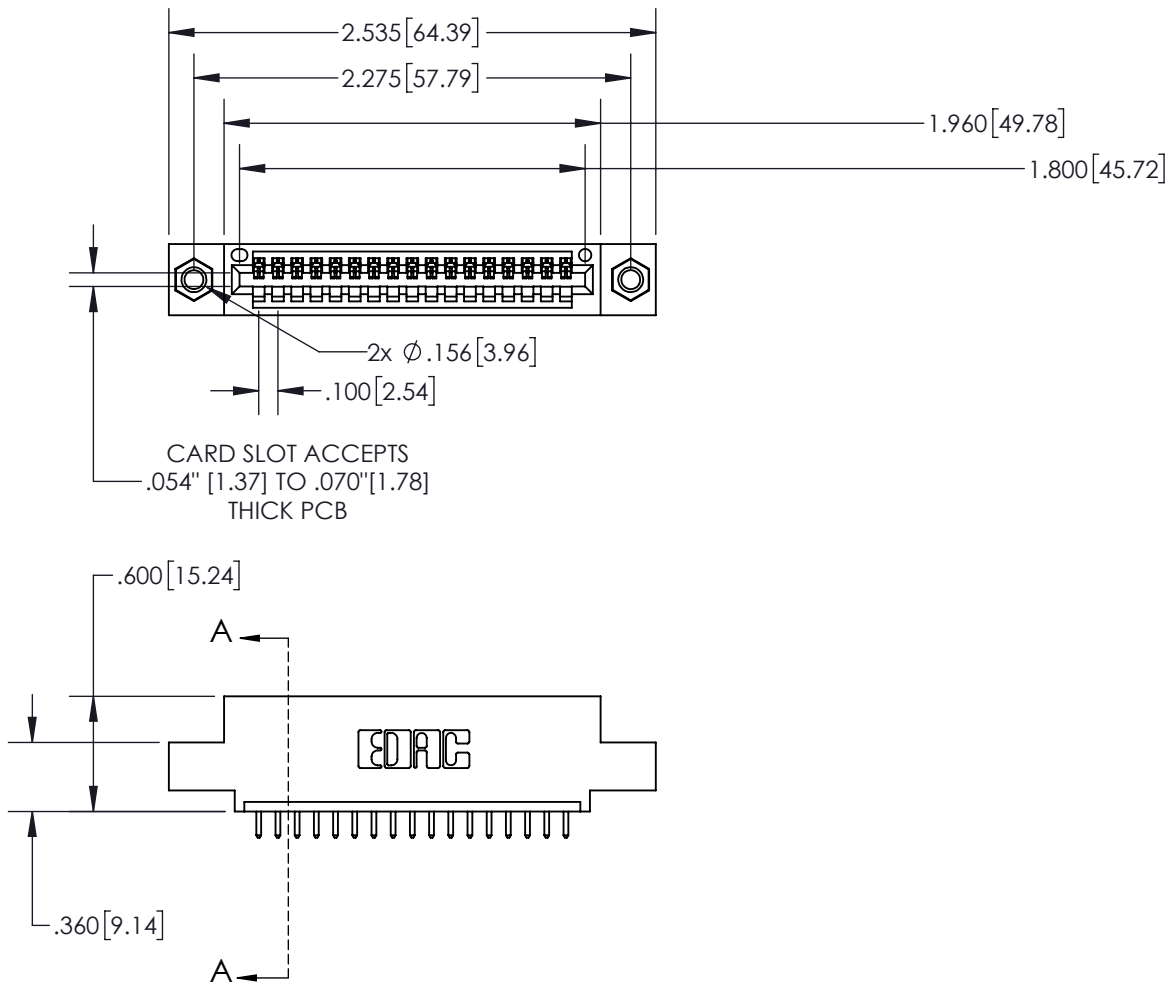 2.535[64.39]
2.275[57.79]
1.960[49.78]
1.800[45.72]
2x ∅.156[3.96]
.100[2.54]
CARD SLOT ACCEPTS
.054" [1.37] TO .070"[1.78]
THICK PCB
.600[15.24]
A
EDAC
.360[9.14]
A